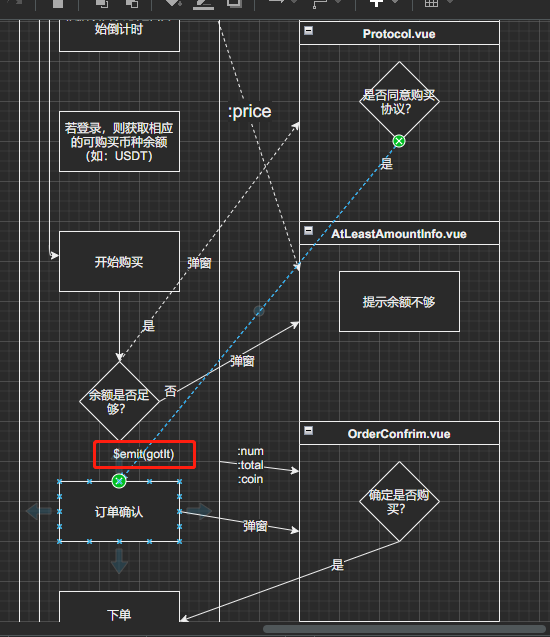 始倒计时
若登录，则获取相应
的可购买币种余额
（如：USDT）
:price
Protocol.vue
是否同意购买
协议？
是
AtLeastAmountInfo.vue
提示余额不够
开始购买
弹窗
是
余额是否足
够？
否
弹窗
$emit(gotIt)
:num
:total
:coin
OrderConfrim.vue
确定是否购
买？
订单确认
弹窗
是
下单